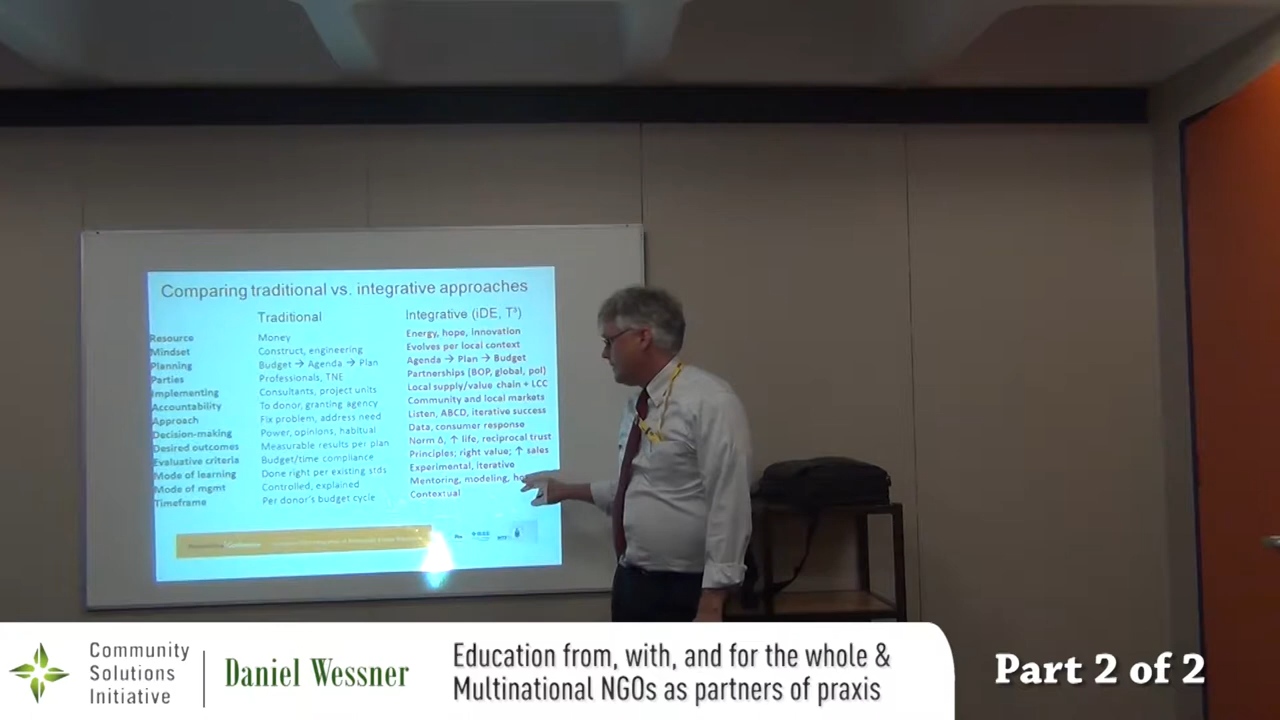 Comparing traditional vs. integrative approaches
Traditional Integrative (iDE, T³)
Resource Money Energy, hope, innovation
Mindset Construct, engineering Evolves per local context
Planning Budget → Agenda → Plan Agenda → Plan → Budget
Parties Professionals, TNE Partnerships (BOP, global, pol)
Implementing Consultants, project units Local supply/value chain + LCC
Accountability To donor, granting agency Community and local markets
Approach Fix problem, address need Listen, ABCD, iterative success
Decision-making Power, opinions, habitual Data, consumer response
Desired outcomes Measurable results per plan Norm Δ, ↑ life, reciprocal trust
Evaluative criteria Budget/time compliance Principles; right value; ↑ sales
Mode of learning Done right per existing stds Experimental, iterative
Mode of mgmt Controlled, explained Mentoring, modeling,
Timeframe Per donor's budget cycle Contextual
Community
Solutions
Initiative
Daniel Wessner
Education from, with, and for the whole &
Multinational NGOs as partners of praxis
Part 2 of 2